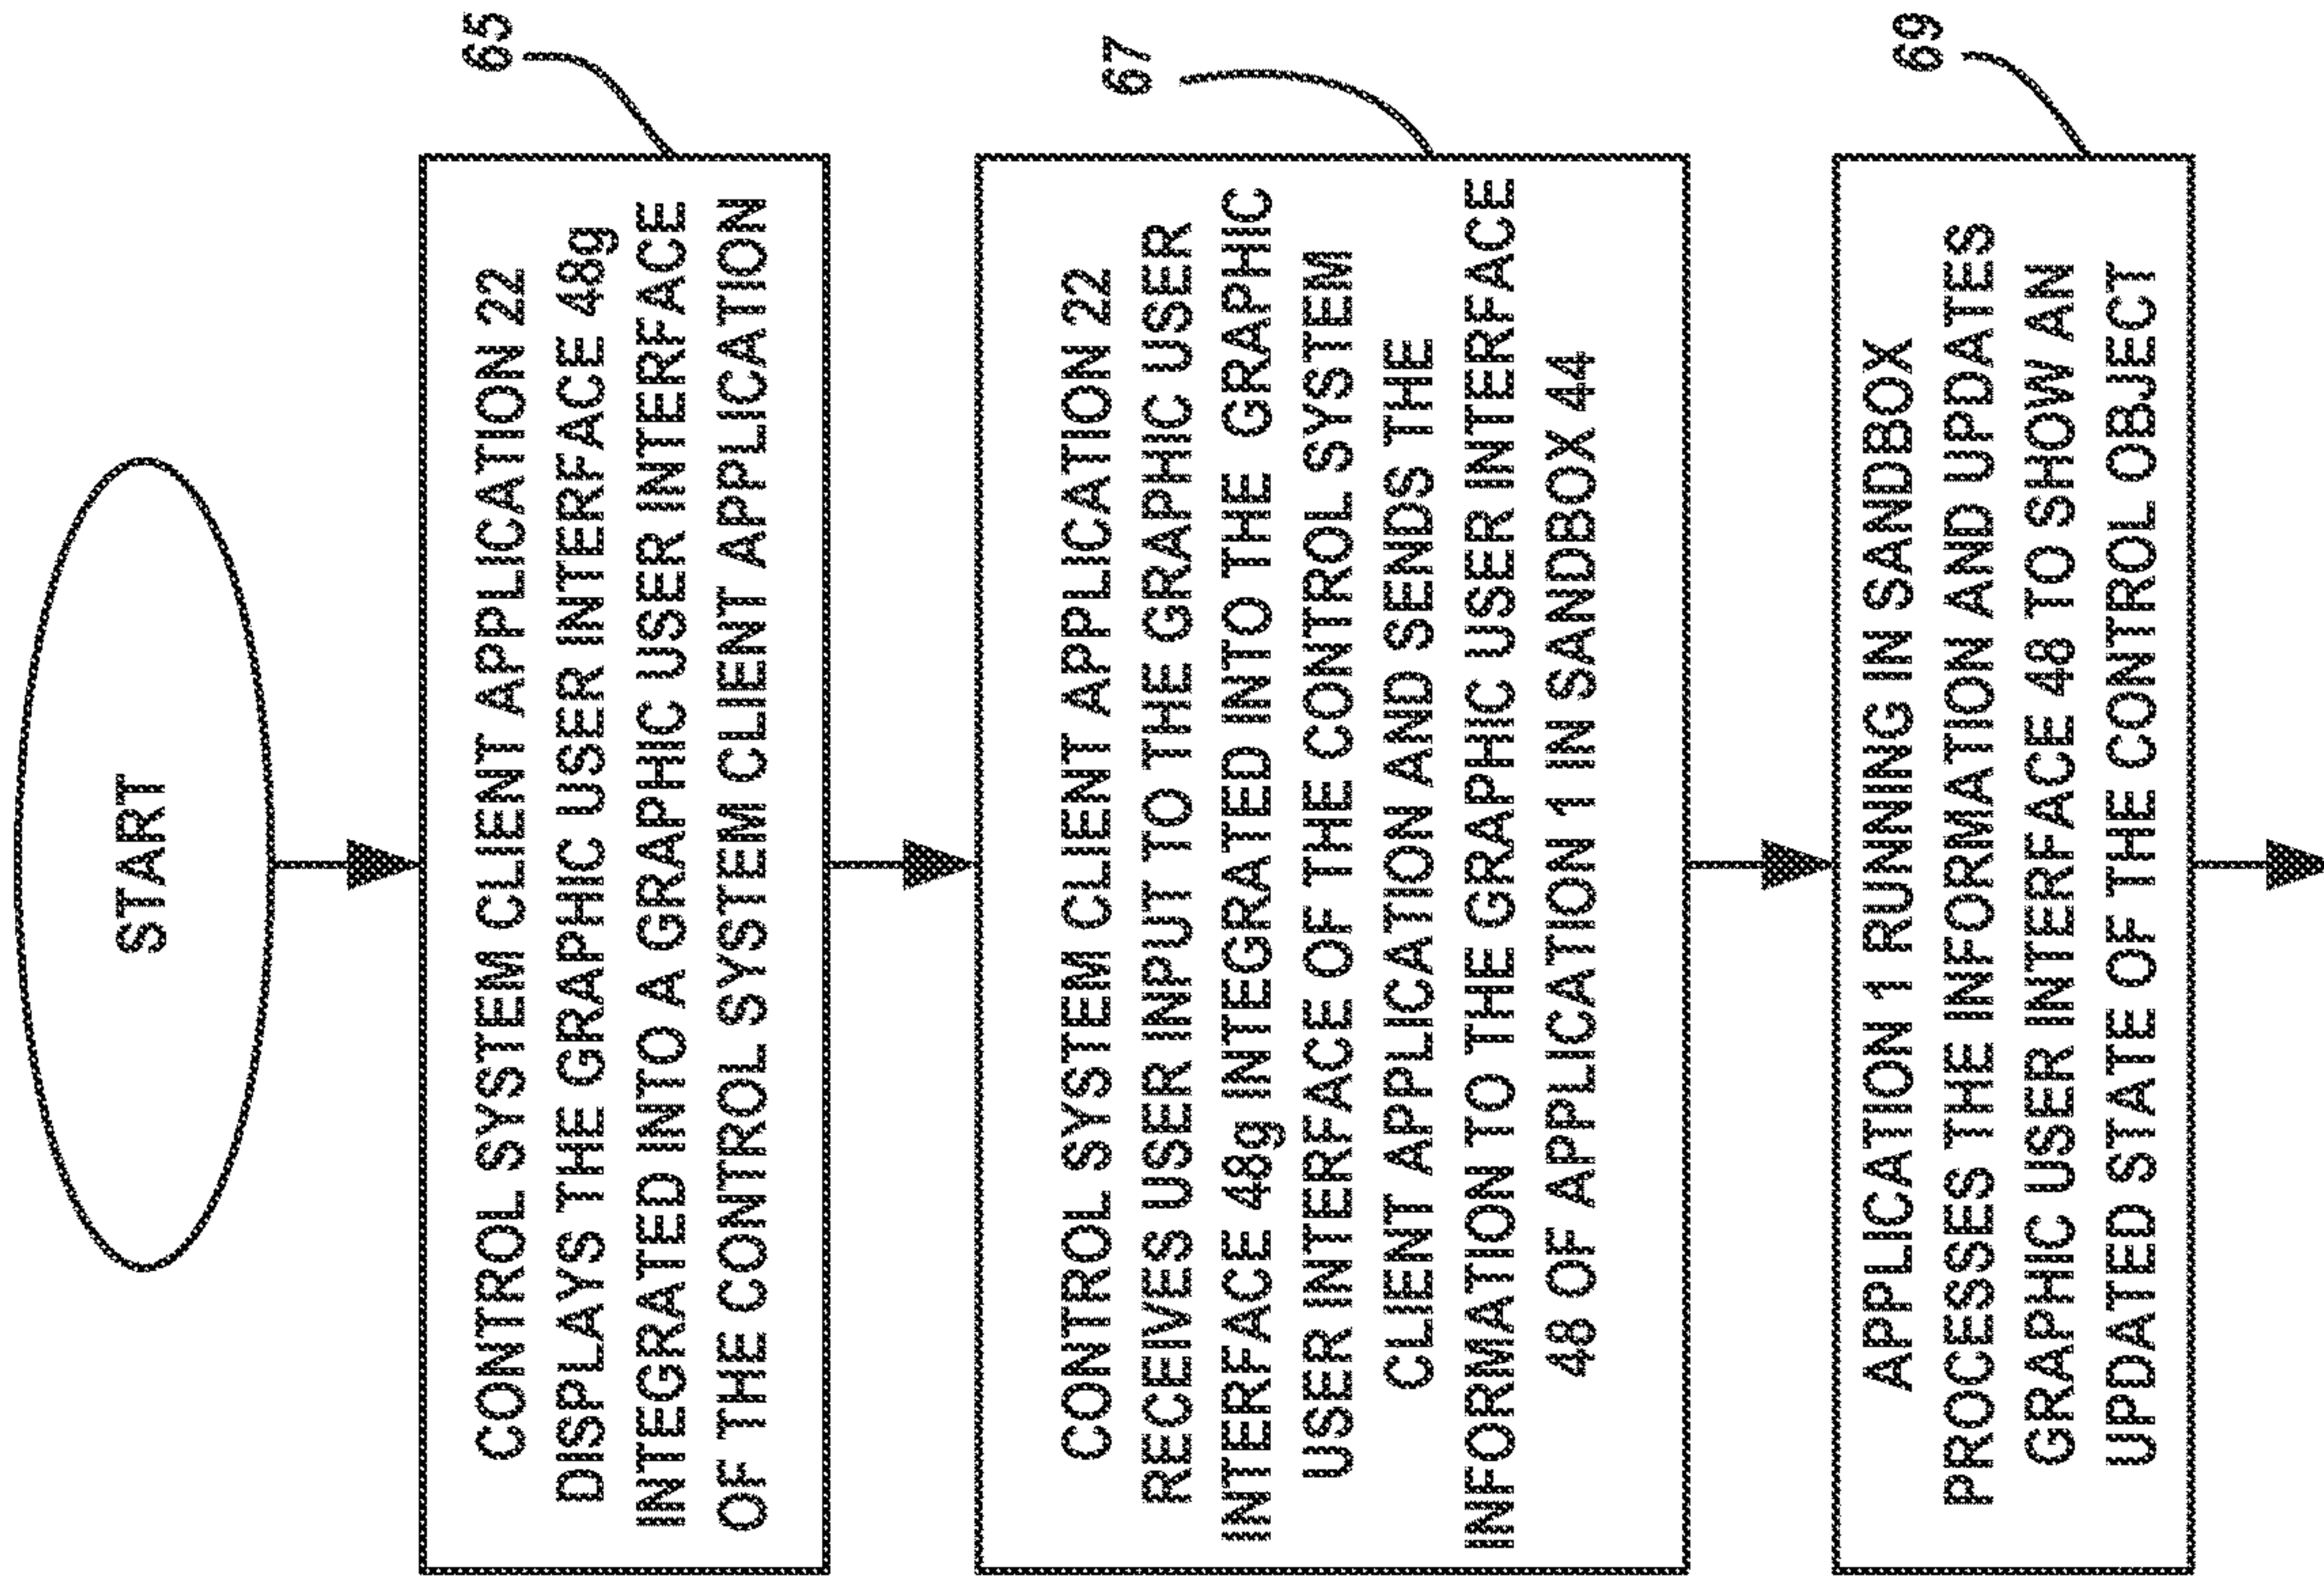 START
65
CONTROL SYSTEM CLIENT APPLICATION 22
DISPLAYS THE GRAPHIC USER INTERFACE 48g
INTEGRATED INTO A GRAPHIC USER INTERFACE
OF THE CONTROL SYSTEM CLIENT APPLICATION
67
CONTROL SYSTEM CLIENT APPLICATION 22
RECEIVES USER INPUT TO THE GRAPHIC USER
INTERFACE 48g INTEGRATED INTO THE GRAPHIC
USER INTERFACE OF THE CONTROL SYSTEM
CLIENT APPLICATION AND SENDS THE
INFORMATION TO THE GRAPHIC USER INTERFACE
48 OF APPLICATION 1 IN SANDBOX 44
69
APPLICATION 1 RUNNING IN SANDBOX
PROCESSES THE INFORMATION AND UPDATES
GRAPHIC USER INTERFACE 48 TO SHOW AN
UPDATED STATE OF THE CONTROL OBJECT